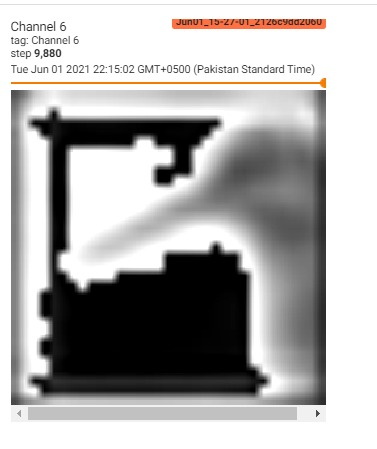 Channel 6
Jun01_15-27-01_2126c9dd2060
tag: Channel 6
step 9,880
Tue Jun 01 2021 22:15:02 GMT+0500 (Pakistan Standard Time)